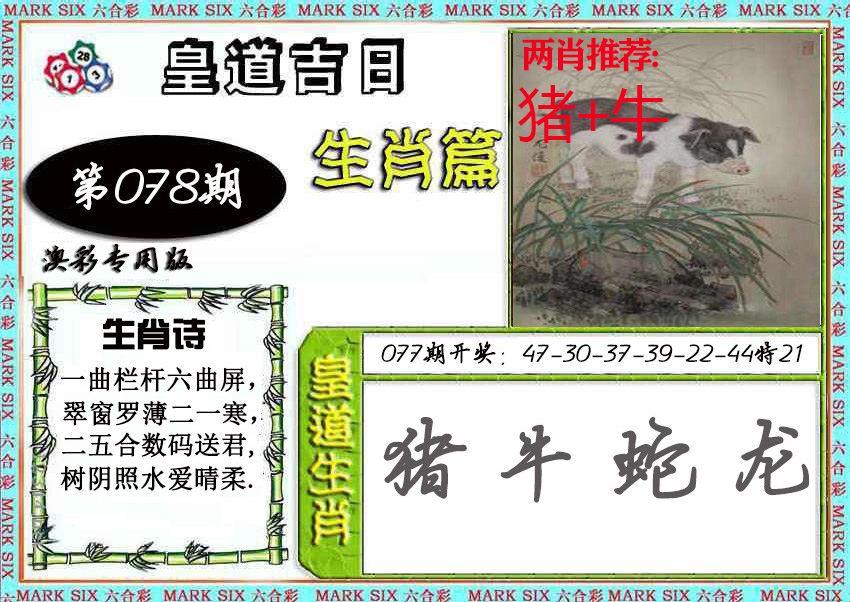 MARK SIX 六合彩 MARK SIX 六合彩 MARK SIX 六合彩 MARK SIX 六合彩 MARK SIX 六合彩 MARK SIX 六合彩
皇道吉日
生肖篇
第078期
澳彩专用版
两肖推荐:
猪+牛
生肖诗
一曲栏杆六曲屏，
翠窗罗薄二一寒，
二五合数码送君,
树阴照水爱晴柔.
077期开奖：47-30-37-39-22-44特21
皇道生肖
猪 牛 蛇 龙
MARK SIX 六合彩 MARK SIX 六合彩 MARK SIX 六合彩 MARK SIX 六合彩 MARK SIX 六合彩 MARK SIX 六合彩